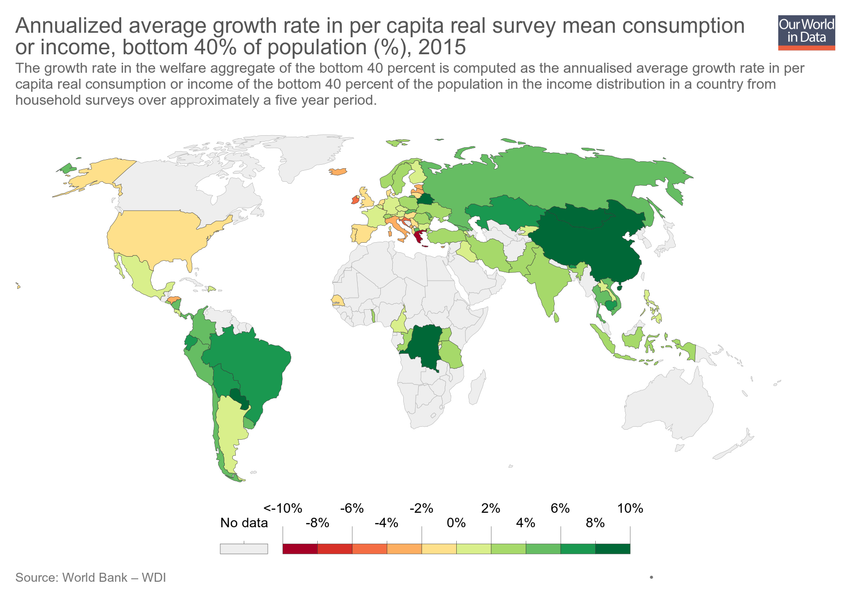 Annualized average growth rate in per capita real survey mean consumption
or income, bottom 40% of population (%), 2015
Our World
in Data
The growth rate in the welfare aggregate of the bottom 40 percent is computed as the annualised average growth rate in per
capita real consumption or income of the bottom 40 percent of the population in the income distribution in a country from
household surveys over approximately a five year period.
<-10% -6% -2% 2% 6% 10%
No data -8% -4% 0% 4% 8%
Source: World Bank – WDI